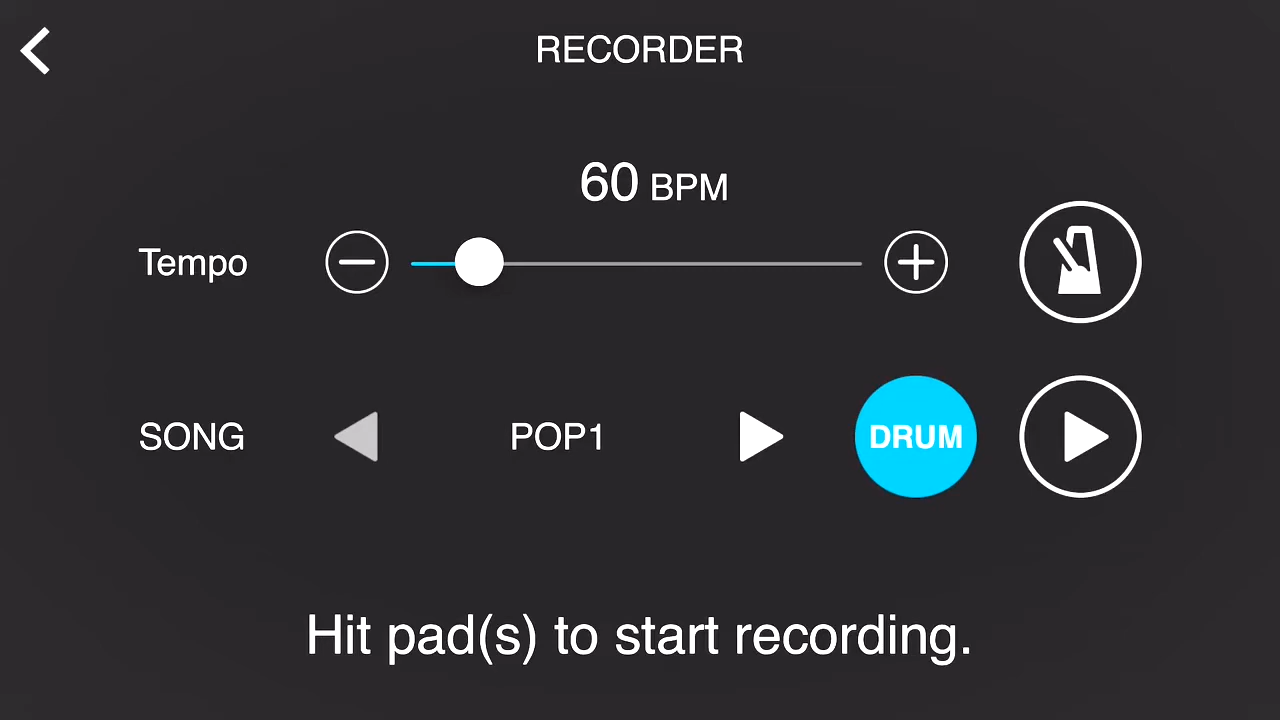 RECORDER
60 BPM
Tempo
SONG
POP1
DRUM
Hit pad(s) to start recording.